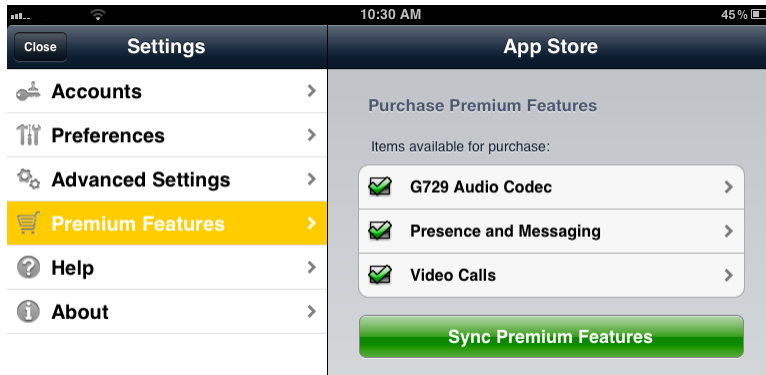 10:30 AM
45%
Close
Settings
App Store
Accounts
Preferences
Advanced Settings
Premium Features
Help
About
Purchase Premium Features
Items available for purchase:
G729 Audio Codec
Presence and Messaging
Video Calls
Sync Premium Features